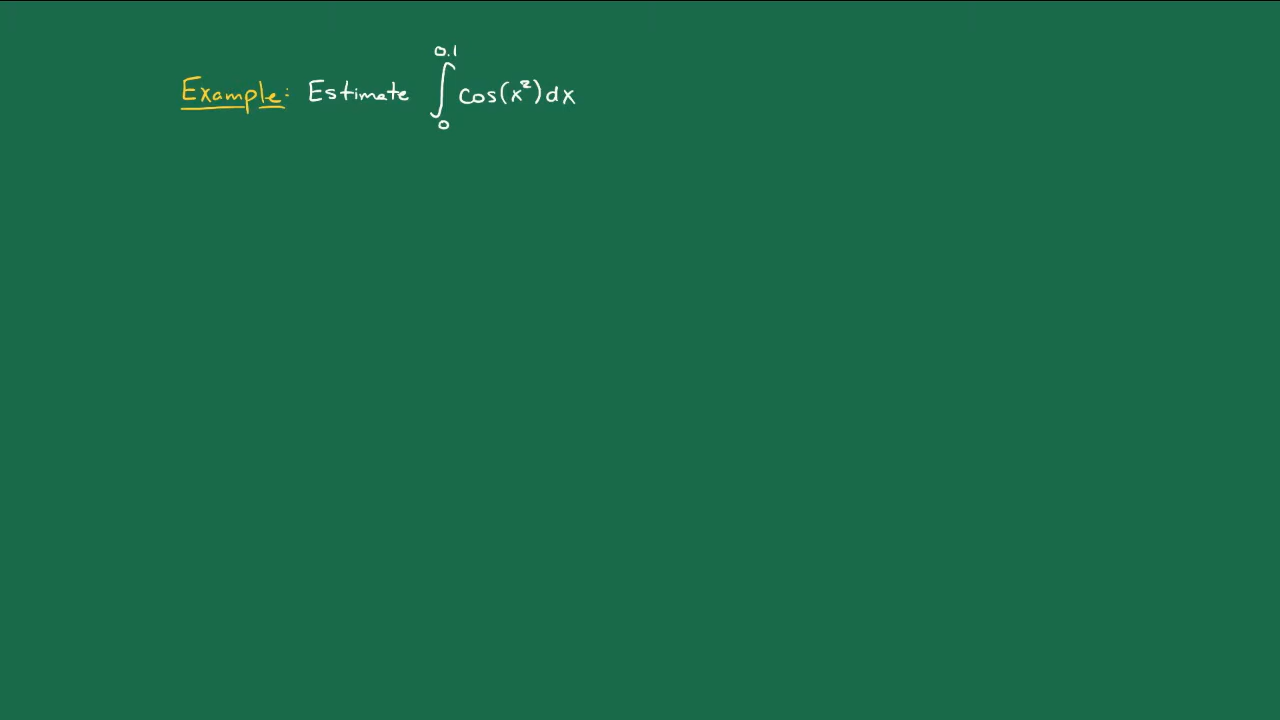 Example: Estimate ∫₀^0.1 cos(x²) dx